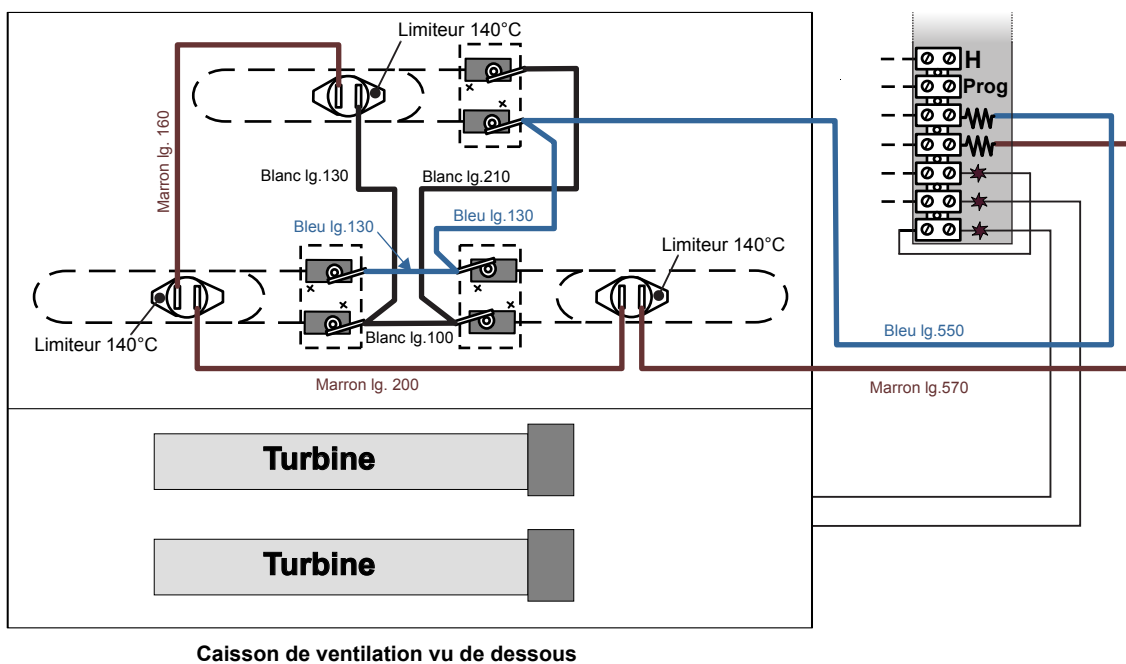 Limiteur 140°C
H
Prog
Marron lg. 160
Blanc lg.130
Blanc lg.210
Bleu lg.130
Bleu lg.130
Limiteur 140°C
Limiteur 140°C
Blanc lg.100
Bleu lg.550
Marron lg. 200
Marron lg.570
Turbine
Turbine
Caisson de ventilation vu de dessous